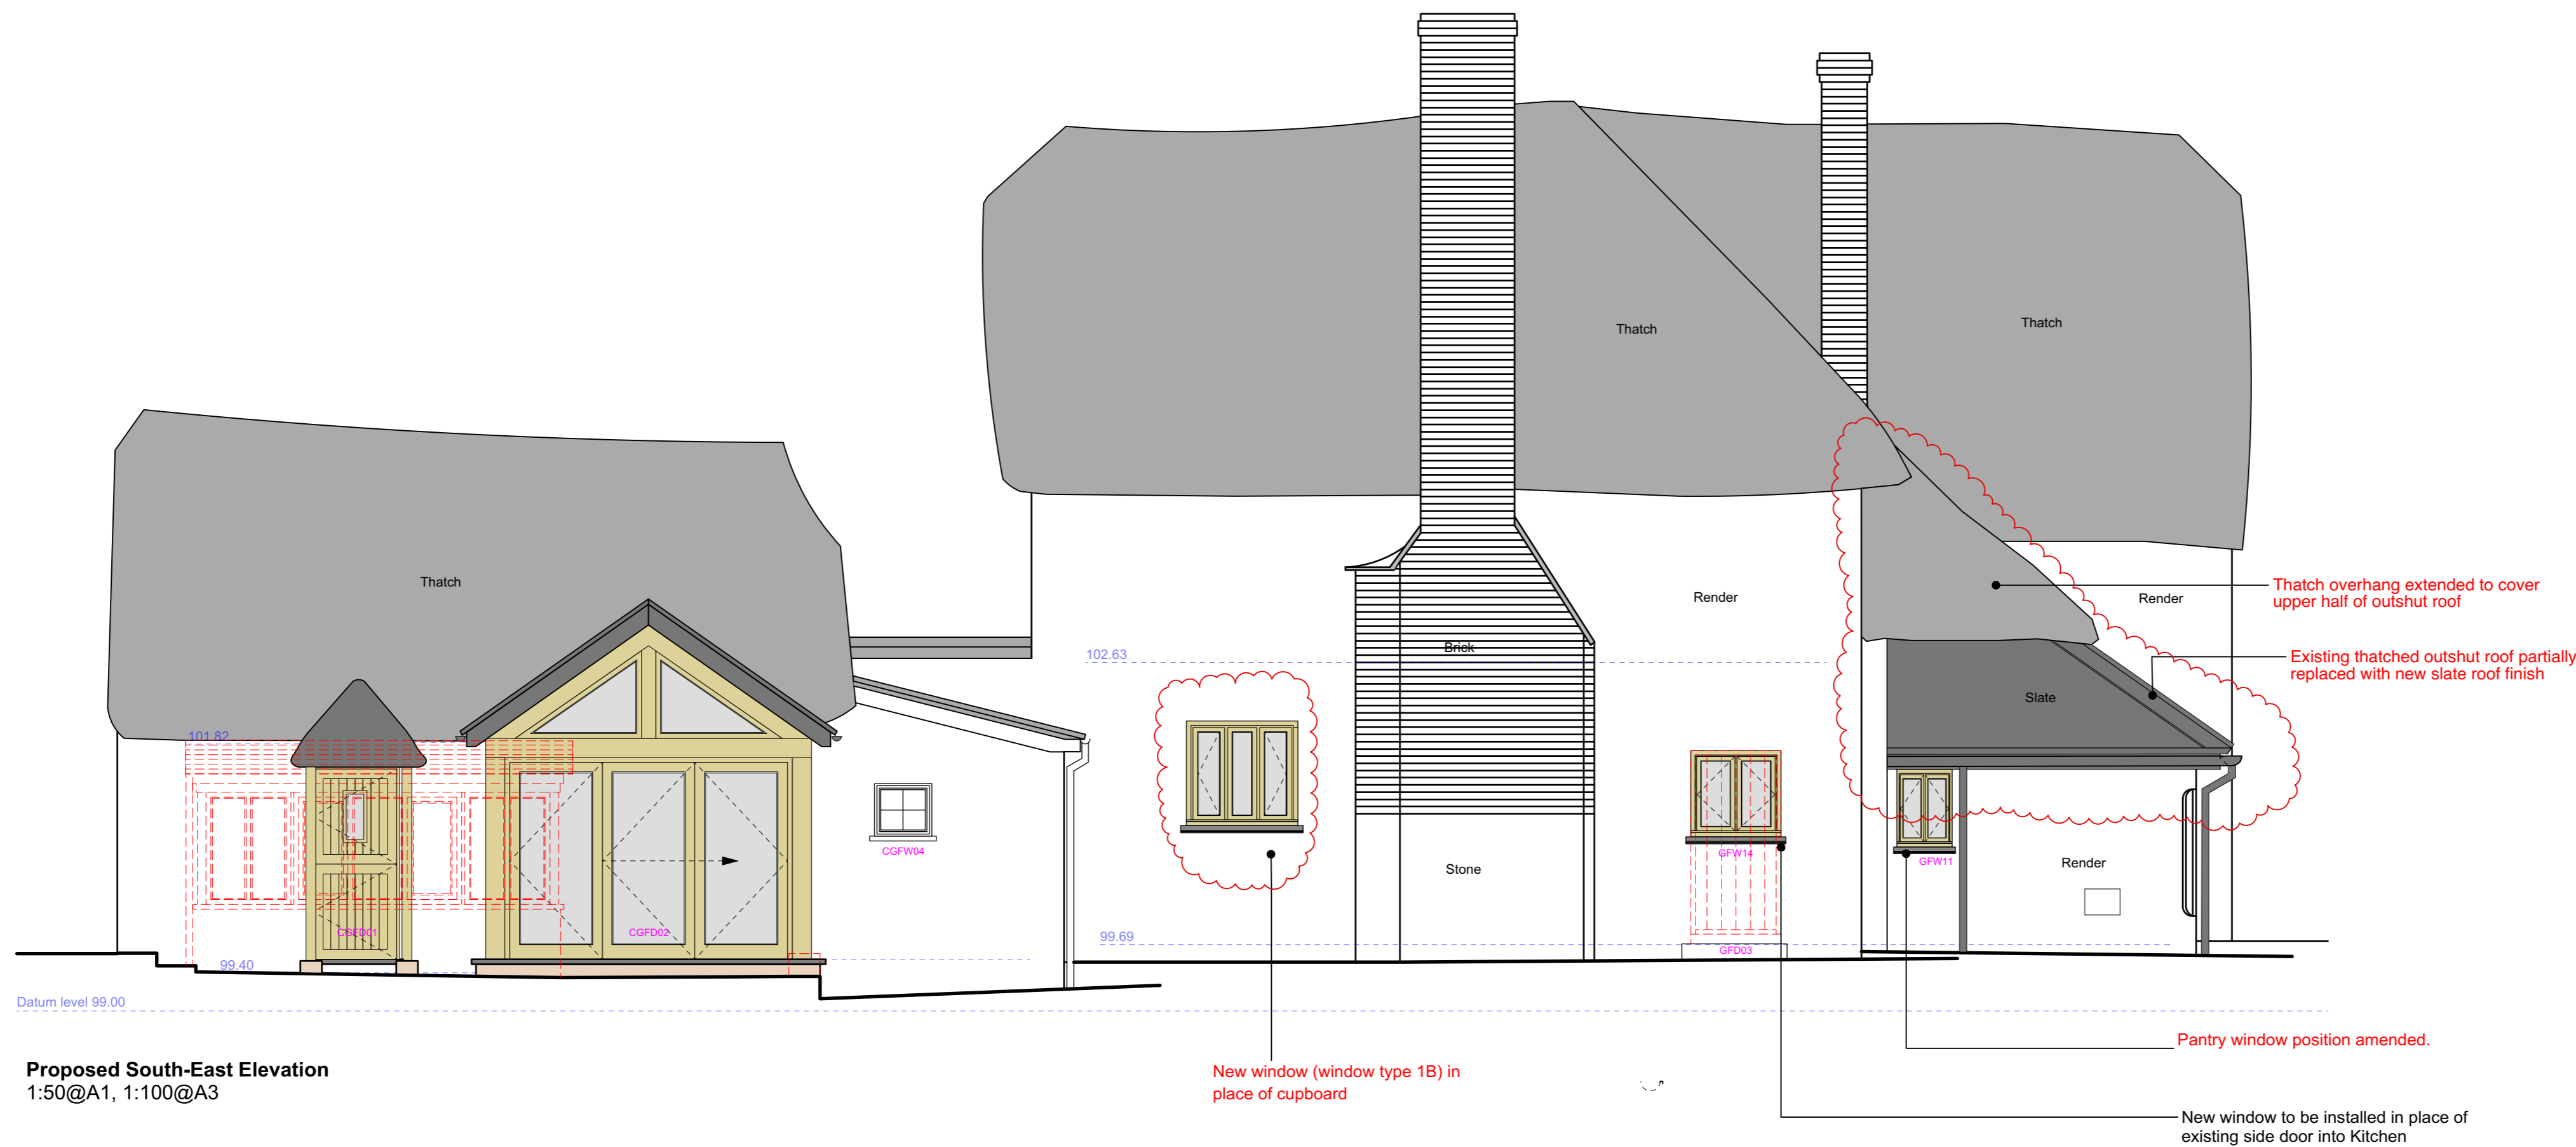 Thatch
Thatch
Thatch
Thatch overhang extended to cover
upper half of outshut roof
Render
Render
Brick
102.63
Existing thatched outshut roof partially
replaced with new slate roof finish
Slate
101.82
CGFW04
GFW14
GFW11
Stone
Render
CGFD01
CGFD02
99.69
GFD03
99.40
Datum level 99.00
Pantry window position amended.
Proposed South-East Elevation
1:50@A1, 1:100@A3
New window (window type 1B) in
place of cupboard
New window to be installed in place of
existing side door into Kitchen